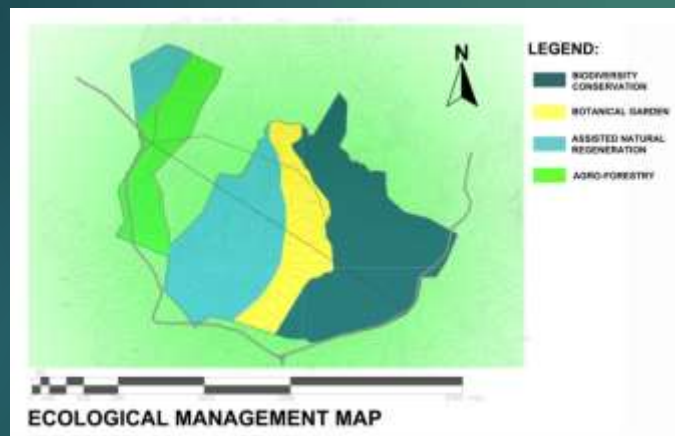 N
LEGEND:
BIODIVERSITY
CONSERVATION
BOTANICAL GARDEN
ASSISTED NATURAL
REGENERATION
AGRO-FORESTRY
ECOLOGICAL MANAGEMENT MAP